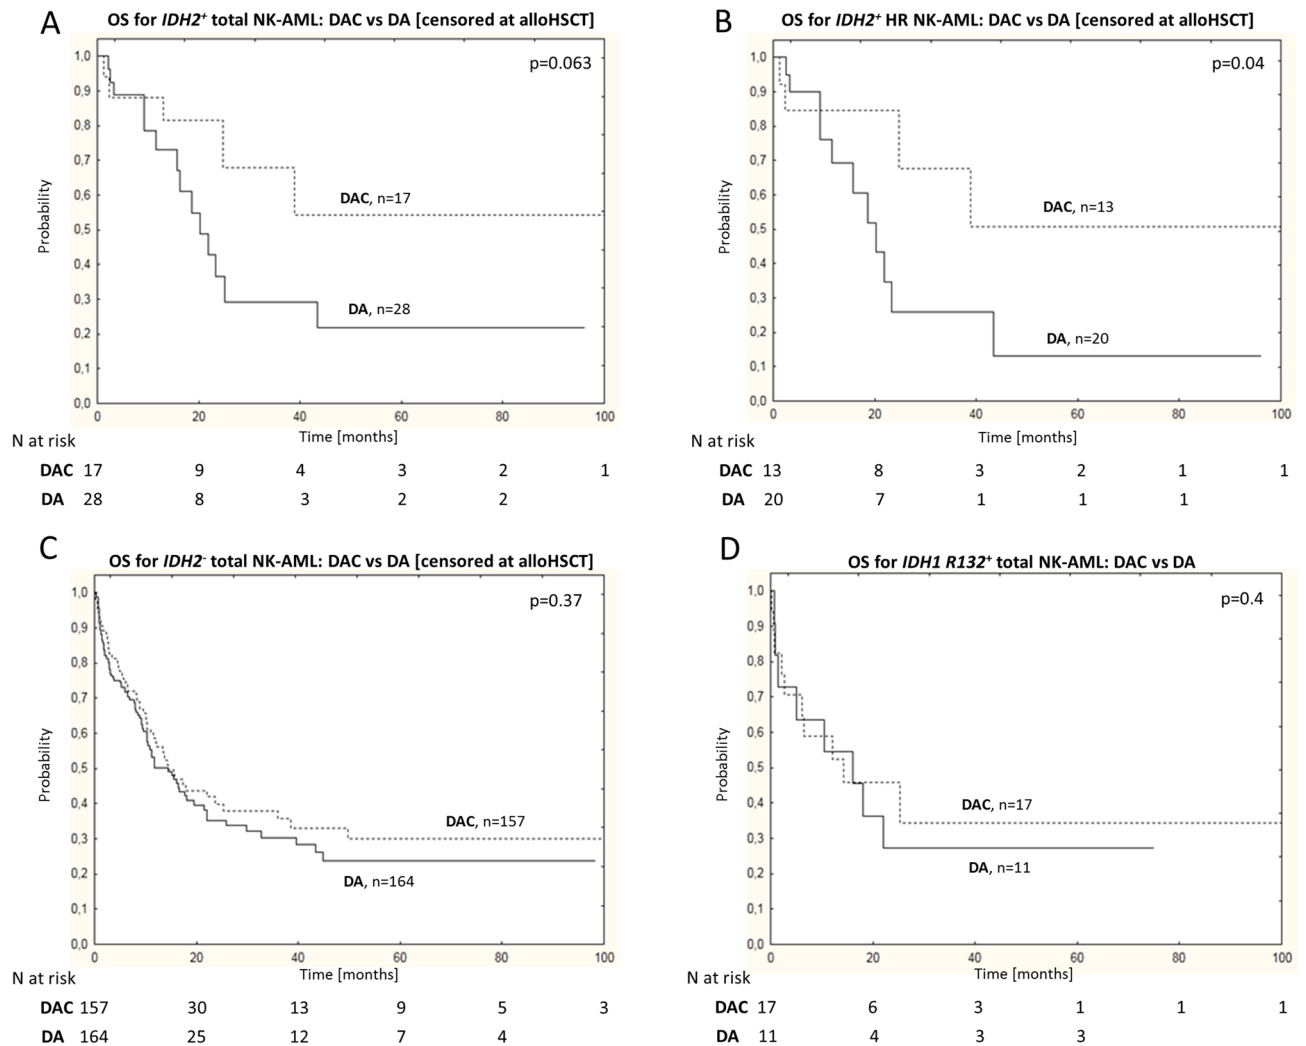 A
OS for IDH2+ total NK-AML: DAC vs DA [censored at alloHSCT]
p=0.063
1,0
0,9
0,8
0,7
0,6
0,5
0,4
0,3
0,2
0,1
0,0
Probability
DAC, n=17
DA, n=28
0 20 40 60 80 100
Time [months]
N at risk
DAC 17 9 4 3 2 1
DA 28 8 3 2 2
B
OS for IDH2+ HR NK-AML: DAC vs DA [censored at alloHSCT]
p=0.04
1,0
0,9
0,8
0,7
0,6
0,5
0,4
0,3
0,2
0,1
0,0
Probability
DAC, n=13
DA, n=20
0 20 40 60 80 100
Time [months]
N at risk
DAC 13 8 3 2 1 1
DA 20 7 1 1 1
C
OS for IDH2- total NK-AML: DAC vs DA [censored at alloHSCT]
p=0.37
1,0
0,9
0,8
0,7
0,6
0,5
0,4
0,3
0,2
0,1
0,0
Probability
DAC, n=157
DA, n=164
0 20 40 60 80 100
Time [months]
N at risk
DAC 157 30 13 9 5 3
DA 164 25 12 7 4
D
OS for IDH1 R132+ total NK-AML: DAC vs DA
p=0.4
1,0
0,9
0,8
0,7
0,6
0,5
0,4
0,3
0,2
0,1
0,0
Probability
DAC, n=17
DA, n=11
0 20 40 60 80 100
Time [months]
N at risk
DAC 17 6 3 1 1 1
DA 11 4 3 3